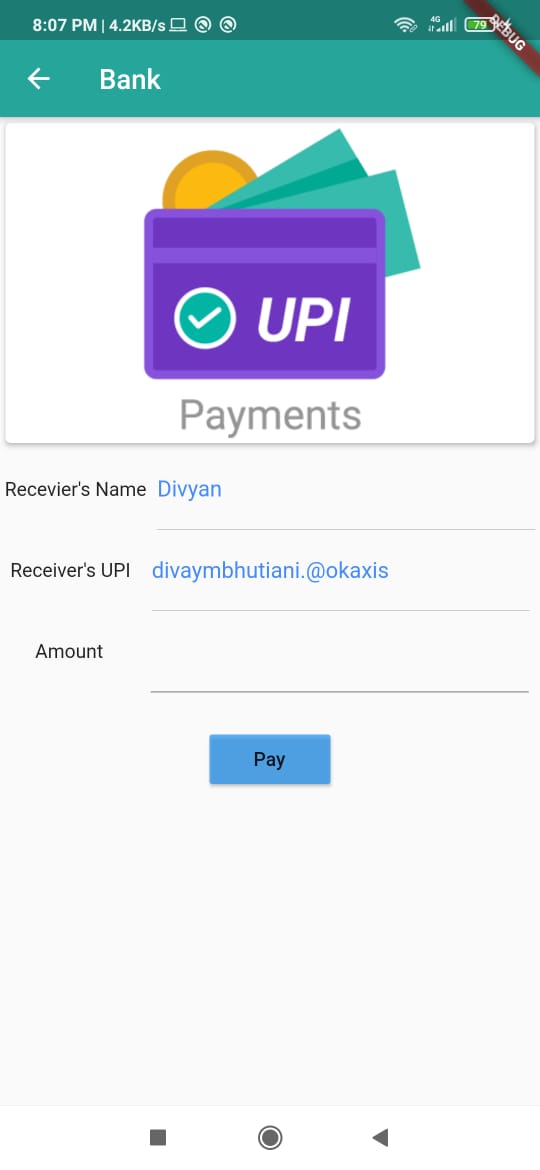 8:07 PM | 4.2KB/s 4G 79
DEBUG
Bank
UPI
Payments
Recevier's Name Divyan
Receiver's UPI divaymbhutiani.@okaxis
Amount
Pay